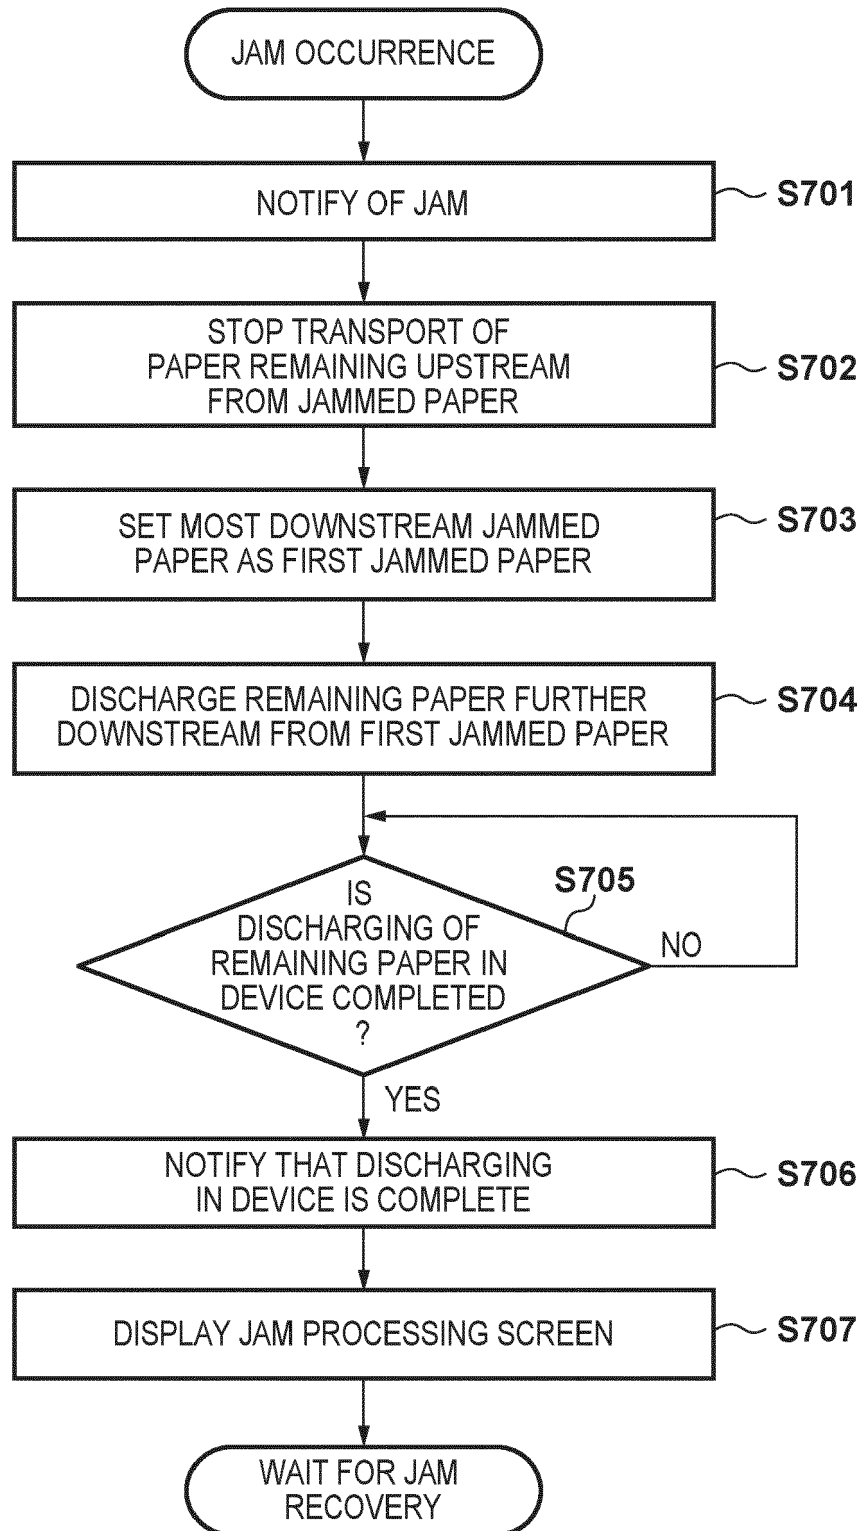 JAM OCCURRENCE
NOTIFY OF JAM
S701
STOP TRANSPORT OF
PAPER REMAINING UPSTREAM
FROM JAMMED PAPER
S702
SET MOST DOWNSTREAM JAMMED
PAPER AS FIRST JAMMED PAPER
S703
DISCHARGE REMAINING PAPER FURTHER
DOWNSTREAM FROM FIRST JAMMED PAPER
S704
S705
IS
DISCHARGING OF
REMAINING PAPER IN
DEVICE COMPLETED
?
NO
YES
NOTIFY THAT DISCHARGING
IN DEVICE IS COMPLETE
S706
DISPLAY JAM PROCESSING SCREEN
S707
WAIT FOR JAM
RECOVERY